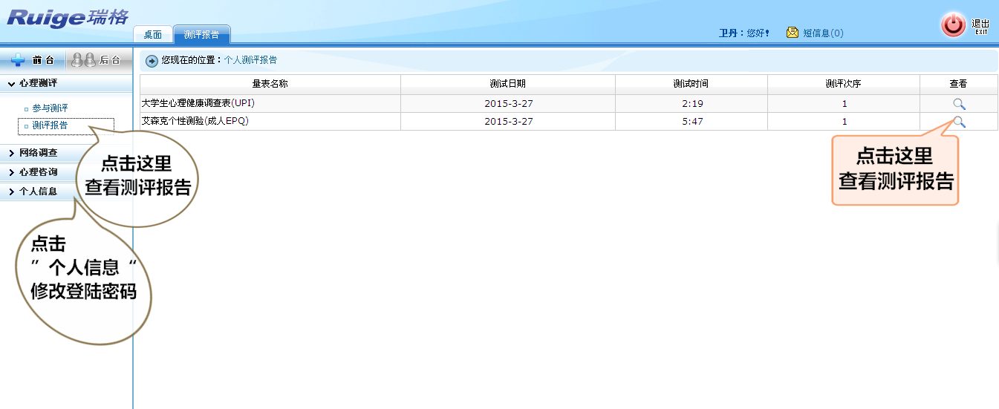 Ruige瑞格
桌面 测评报告
卫丹：您好! 短信息(0)
退出
EXIT
前台 后台
您现在的位置：个人测评报告
心理测评
参与测评
测评报告
网络调查
心理咨询
个人信息
量表名称 测试日期 测试时间 测评次序 查看
大学生心理健康调查表(UPI) 2015-3-27 2:19 1
艾森克个性测验(成人EPQ) 2015-3-27 5:47 1
点击这里
查看测评报告
点击这里
查看测评报告
点击
”个人信息“
修改登陆密码